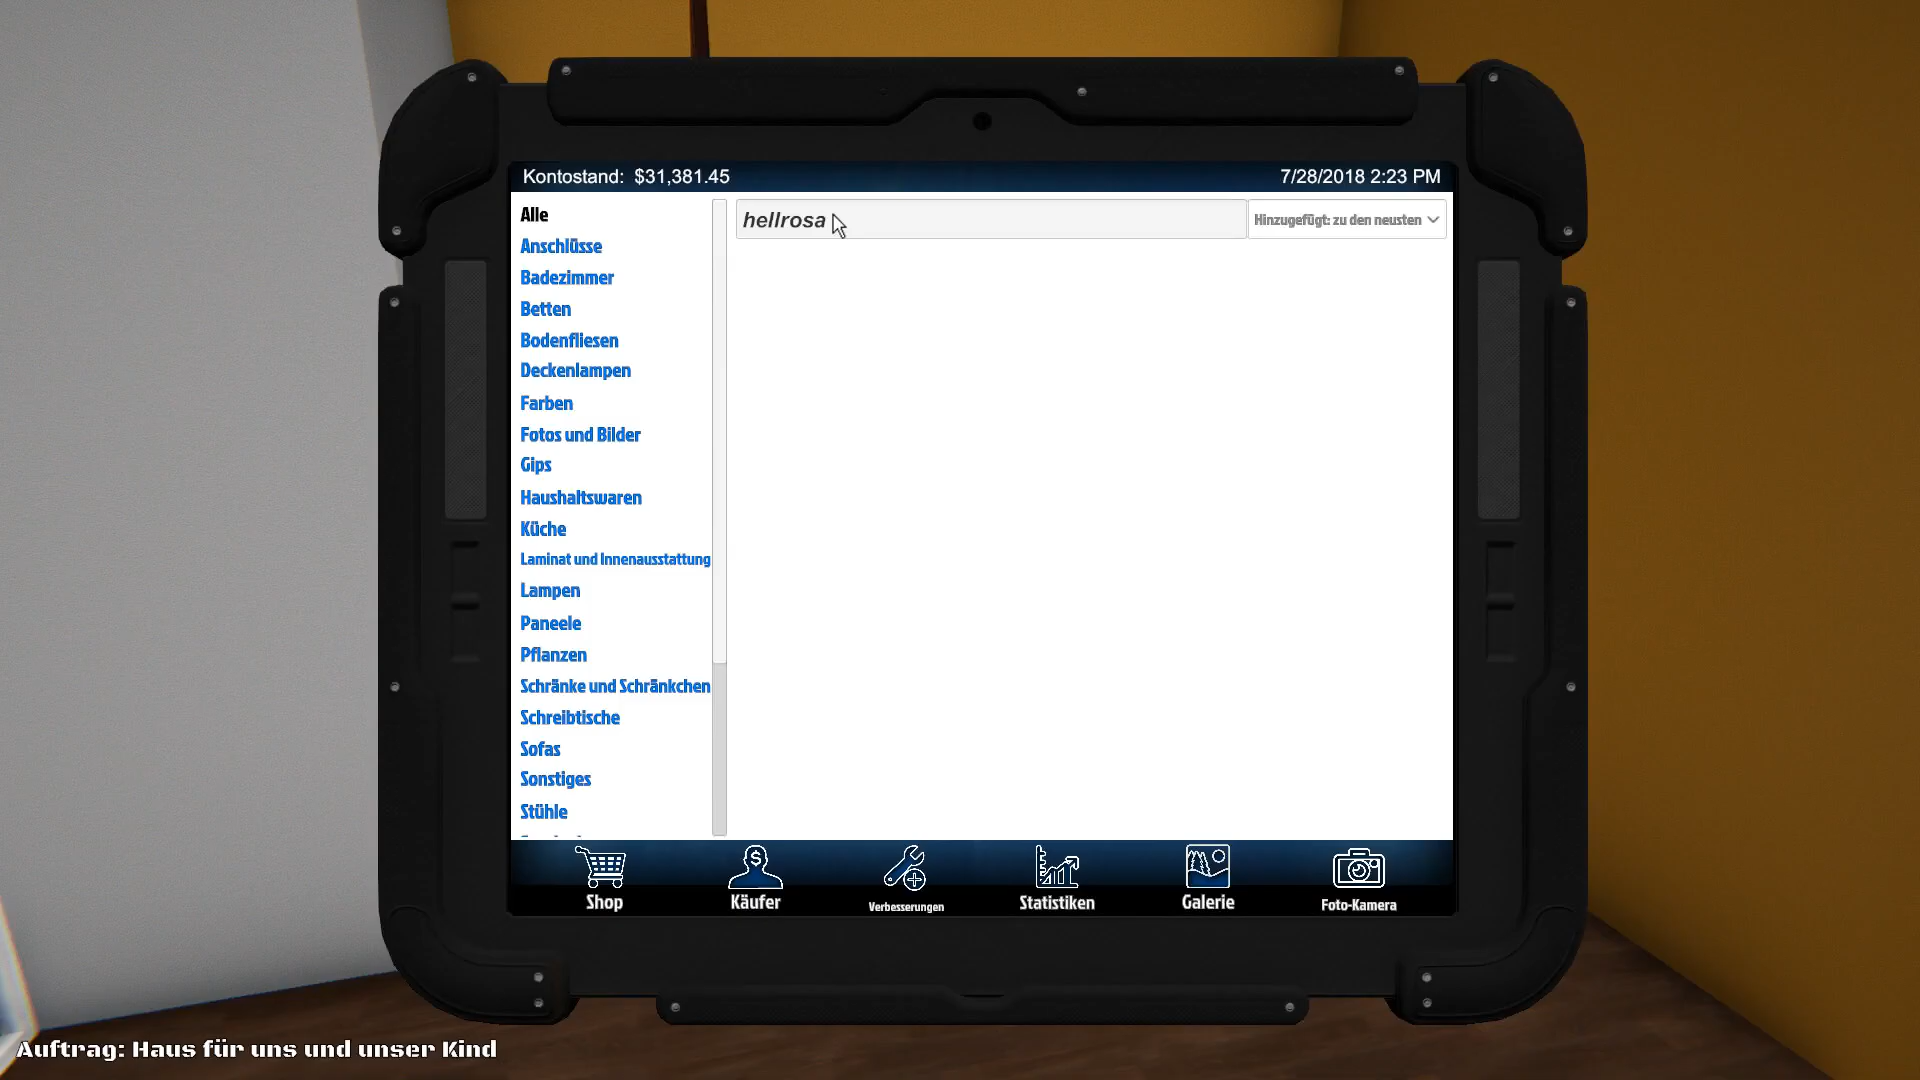 Kontostand: $31,381.45
7/28/2018 2:23 PM
Alle
Anschlüsse
Badezimmer
Betten
Bodenfliesen
Deckenlampen
Farben
Fotos und Bilder
Gips
Haushaltswaren
Küche
Laminat und Innenausstattung
Lampen
Paneele
Pflanzen
Schränke und Schränkchen
Schreibtische
Sofas
Sonstiges
Stühle
hellrosa
Hinzugefügt: zu den neusten
Shop
Käufer
Verbesserungen
Statistiken
Galerie
Foto-Kamera
Auftrag: Haus für uns und unser Kind